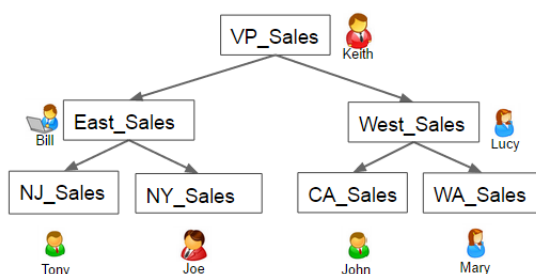 VP_Sales
Keith
East_Sales
Bill
West_Sales
Lucy
NJ_Sales
NY_Sales
CA_Sales
WA_Sales
Tony
Joe
John
Mary